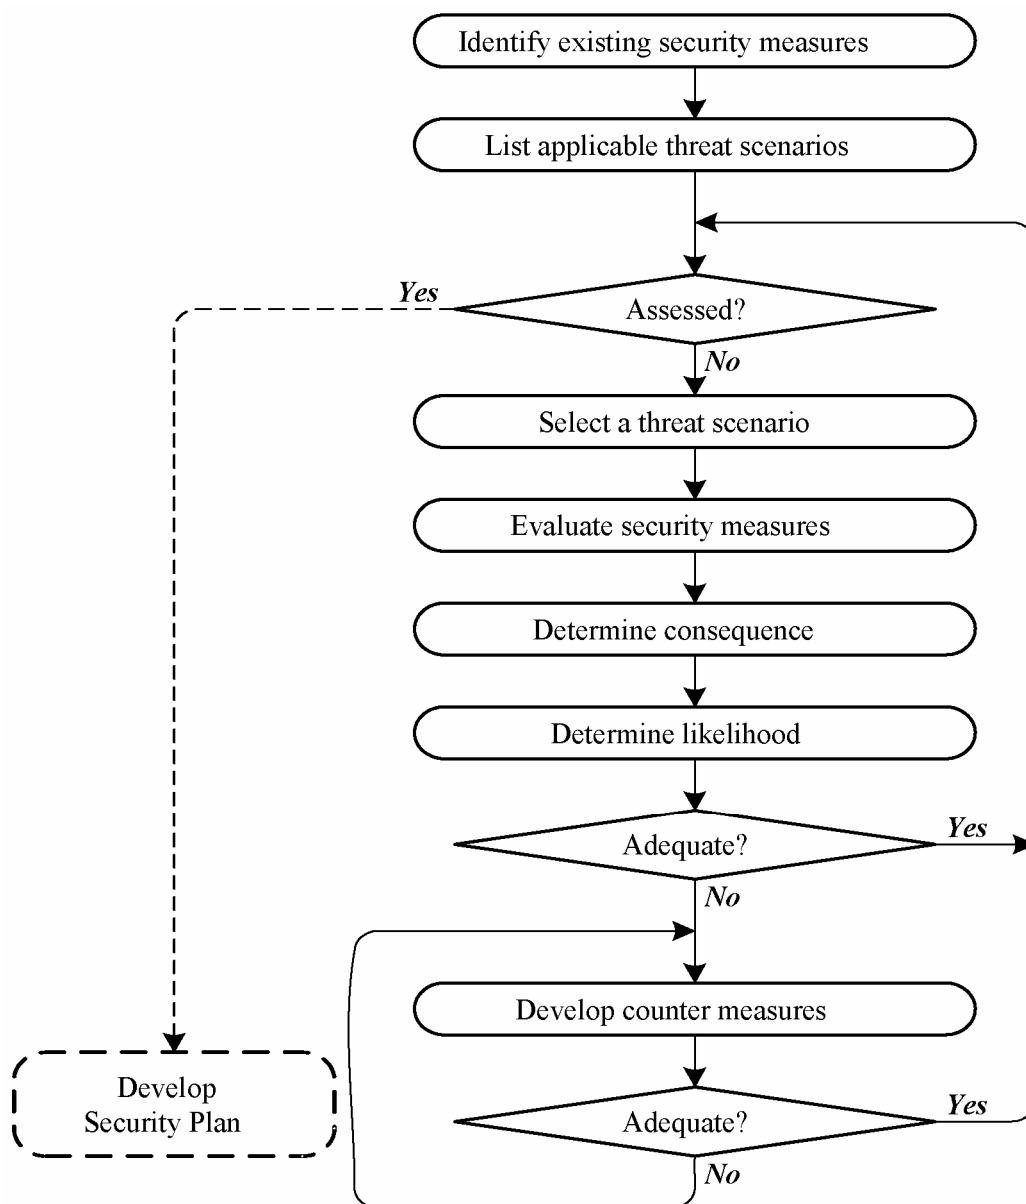 Identify existing security measures
List applicable threat scenarios
Yes
Assessed?
No
Select a threat scenario
Evaluate security measures
Determine consequence
Determine likelihood
Adequate?
Yes
No
Develop counter measures
Develop
Security Plan
Adequate?
Yes
No